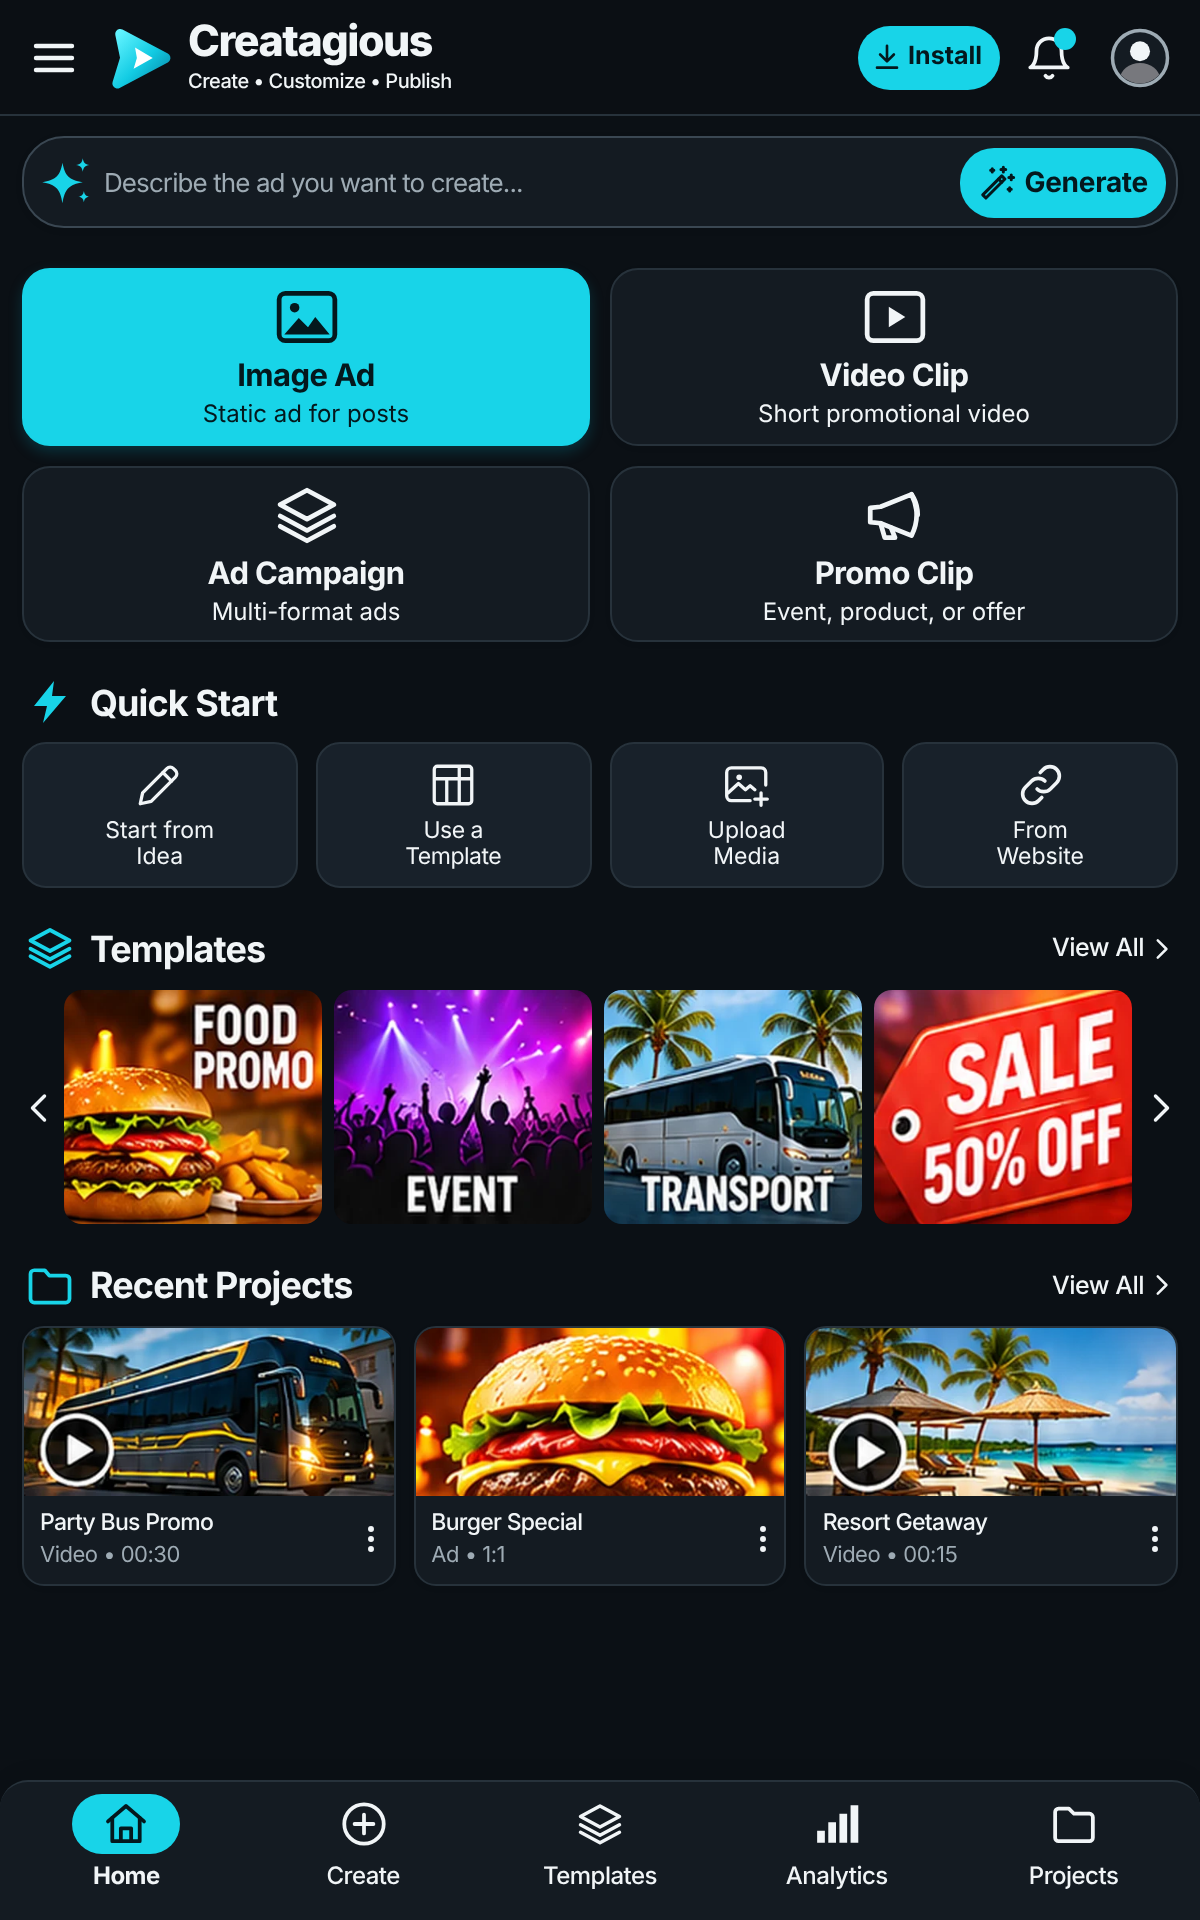 Creatagious
Create • Customize • Publish
Install
Describe the ad you want to create...
Generate
Image Ad
Static ad for posts
Video Clip
Short promotional video
Ad Campaign
Multi-format ads
Promo Clip
Event, product, or offer
Quick Start
Start from
Idea
Use a
Template
Upload
Media
From
Website
Templates
View All
FOOD
PROMO
EVENT
TRANSPORT
SALE
50% OFF
Recent Projects
View All
Party Bus Promo
Video • 00:30
Burger Special
Ad • 1:1
Resort Getaway
Video • 00:15
Home
Create
Templates
Analytics
Projects